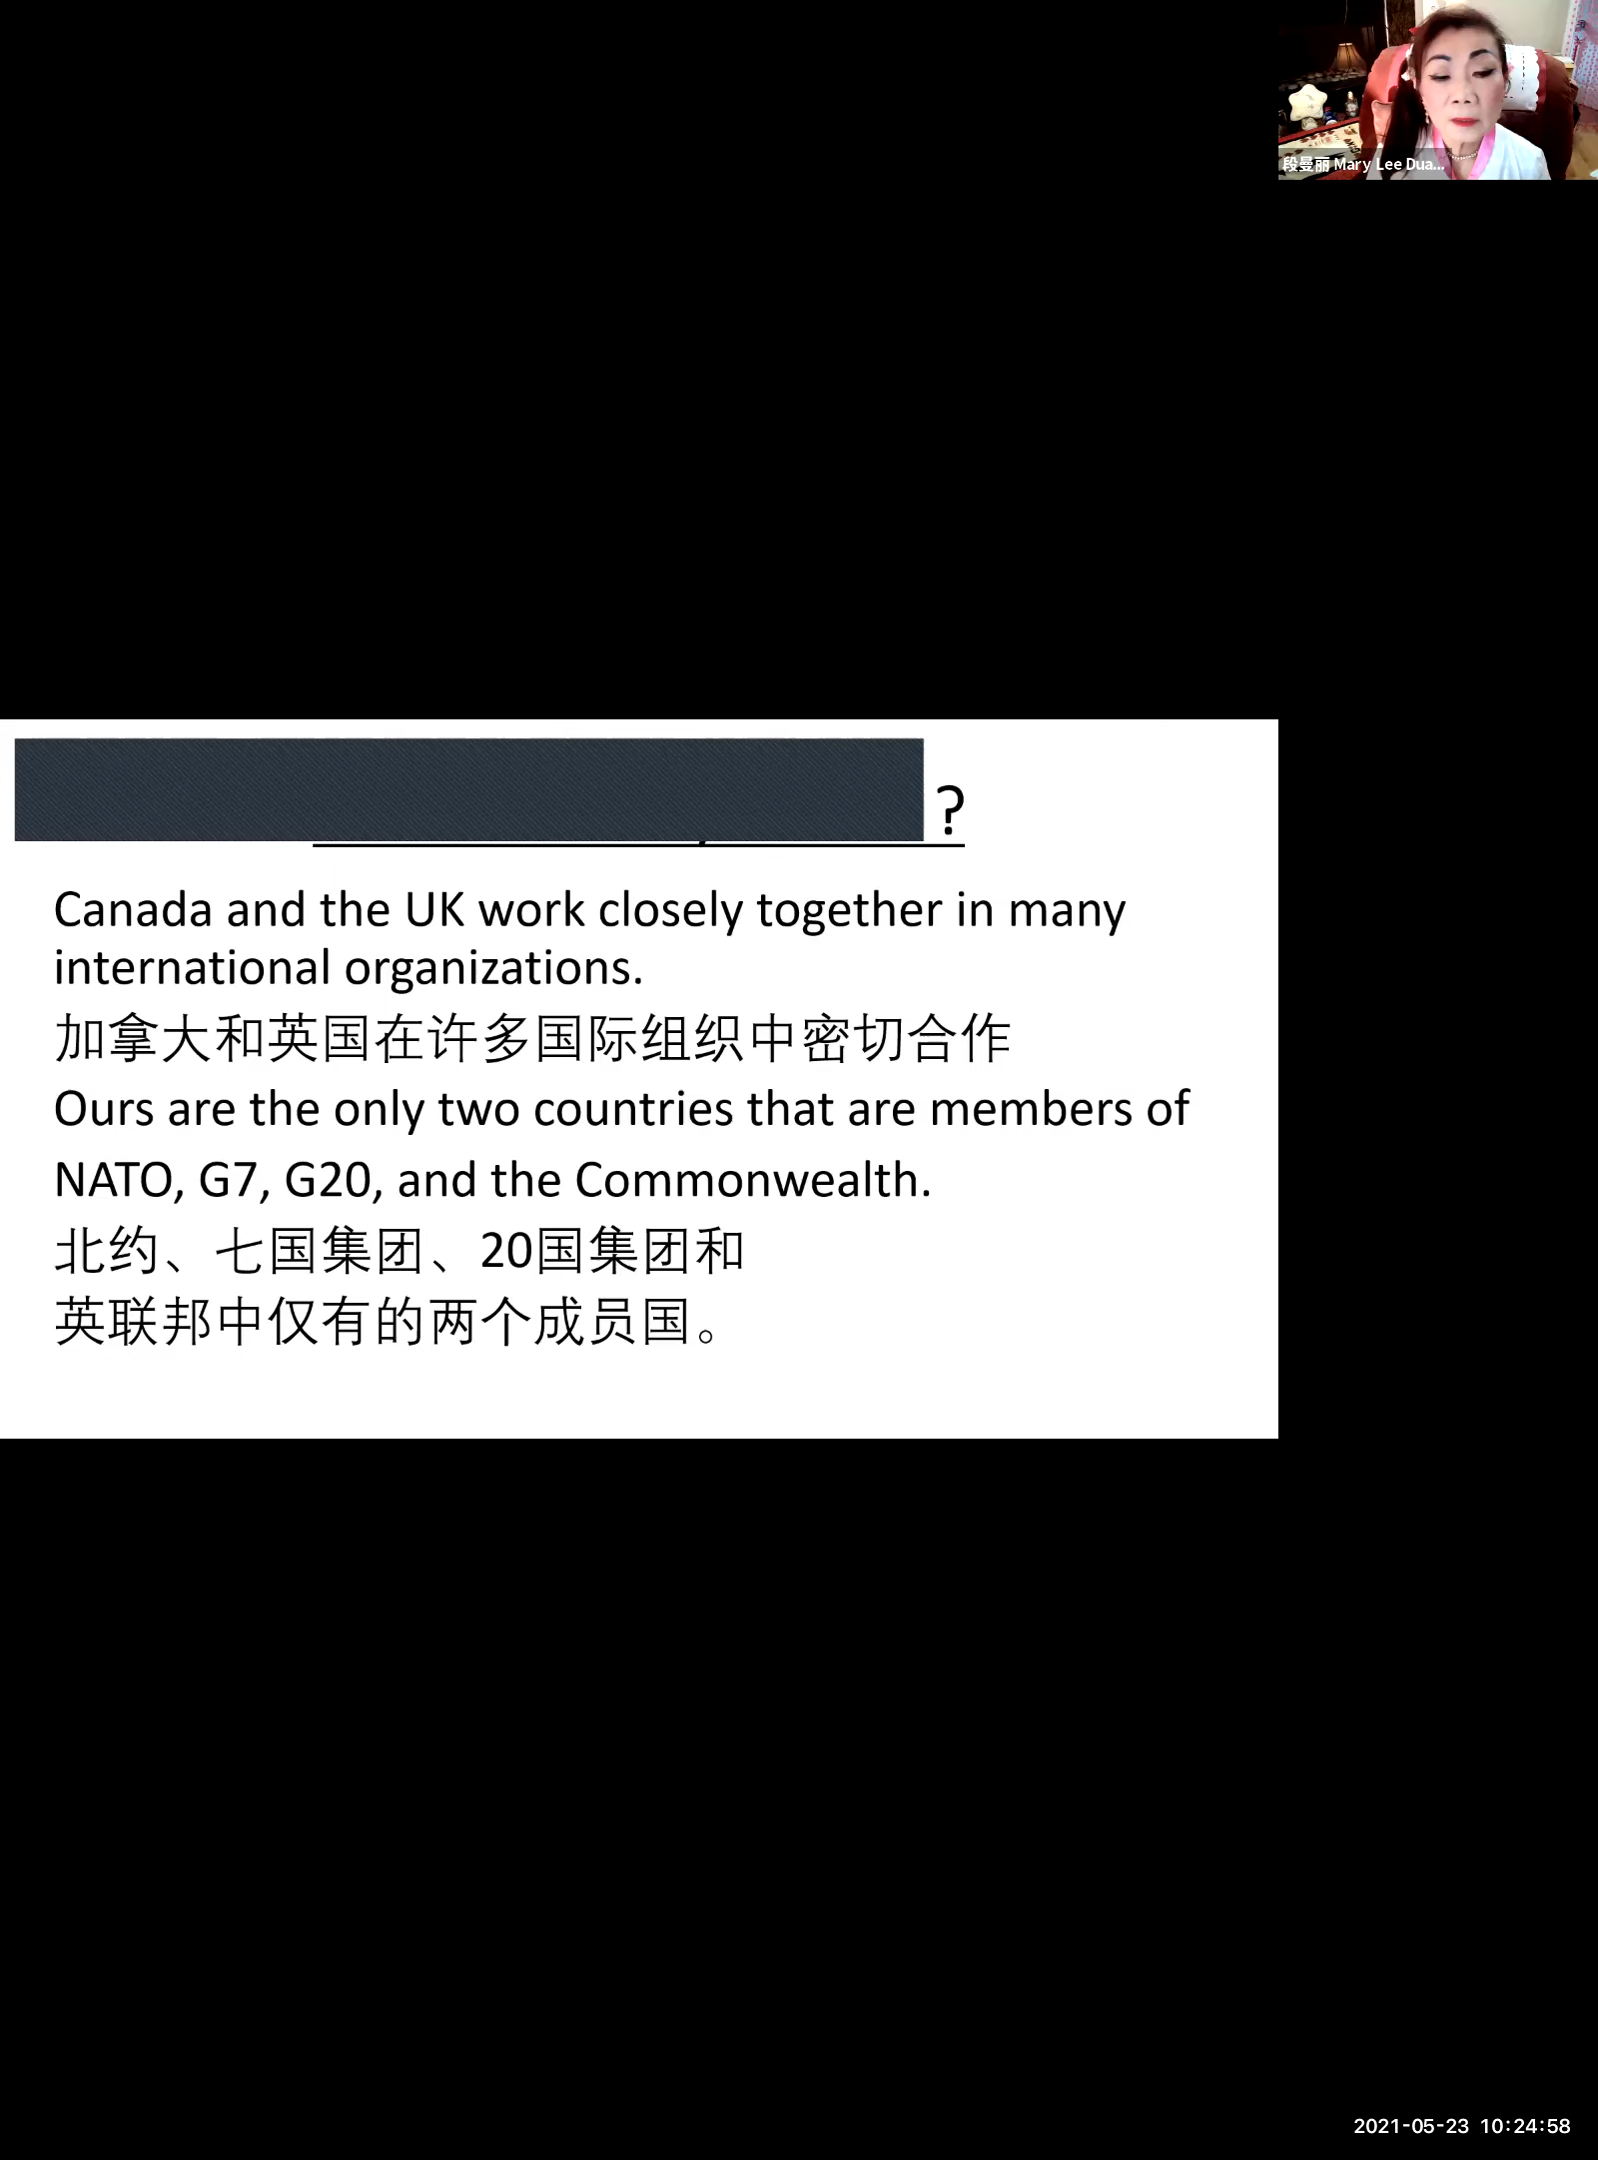 段曼丽 Mary Lee Dua...
?
Canada and the UK work closely together in many
international organizations.
加拿大和英国在许多国际组织中密切合作
Ours are the only two countries that are members of
NATO, G7, G20, and the Commonwealth.
北约、七国集团、20国集团和
英联邦中仅有的两个成员国。
2021-05-23 10:24:58